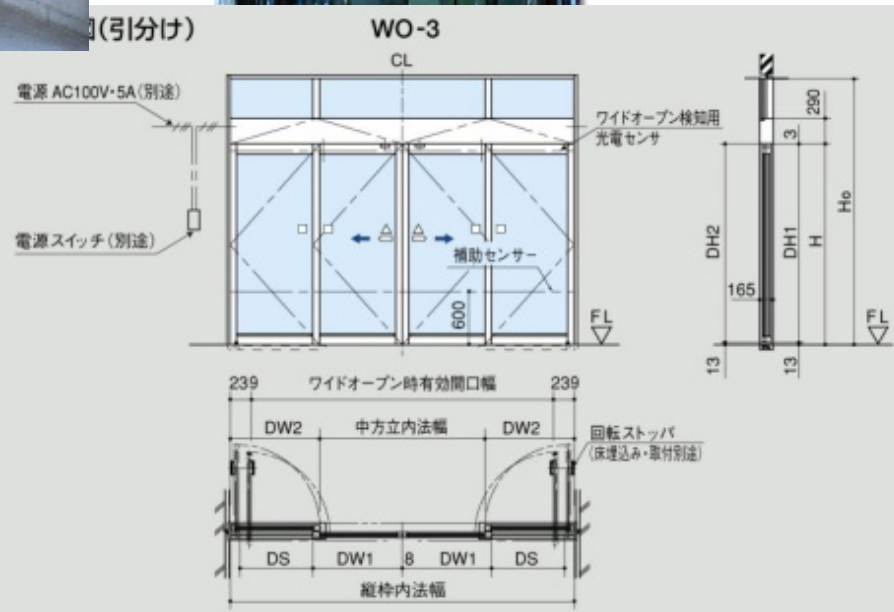 図(引分け)
WO-3
CL
電源 AC100V・5A(別途)
ワイドオープン検知用
光電センサ
電源スイッチ(別途)
補助センサー
600
FL
290
3
Ho
DH2
DH1
H
165
FL
13
13
239
ワイドオープン時有効開口幅
239
DW2
中方立内法幅
DW2
回転ストッパ
(床埋込み・取付別途)
DS
DW1
8
DW1
DS
縦枠内法幅